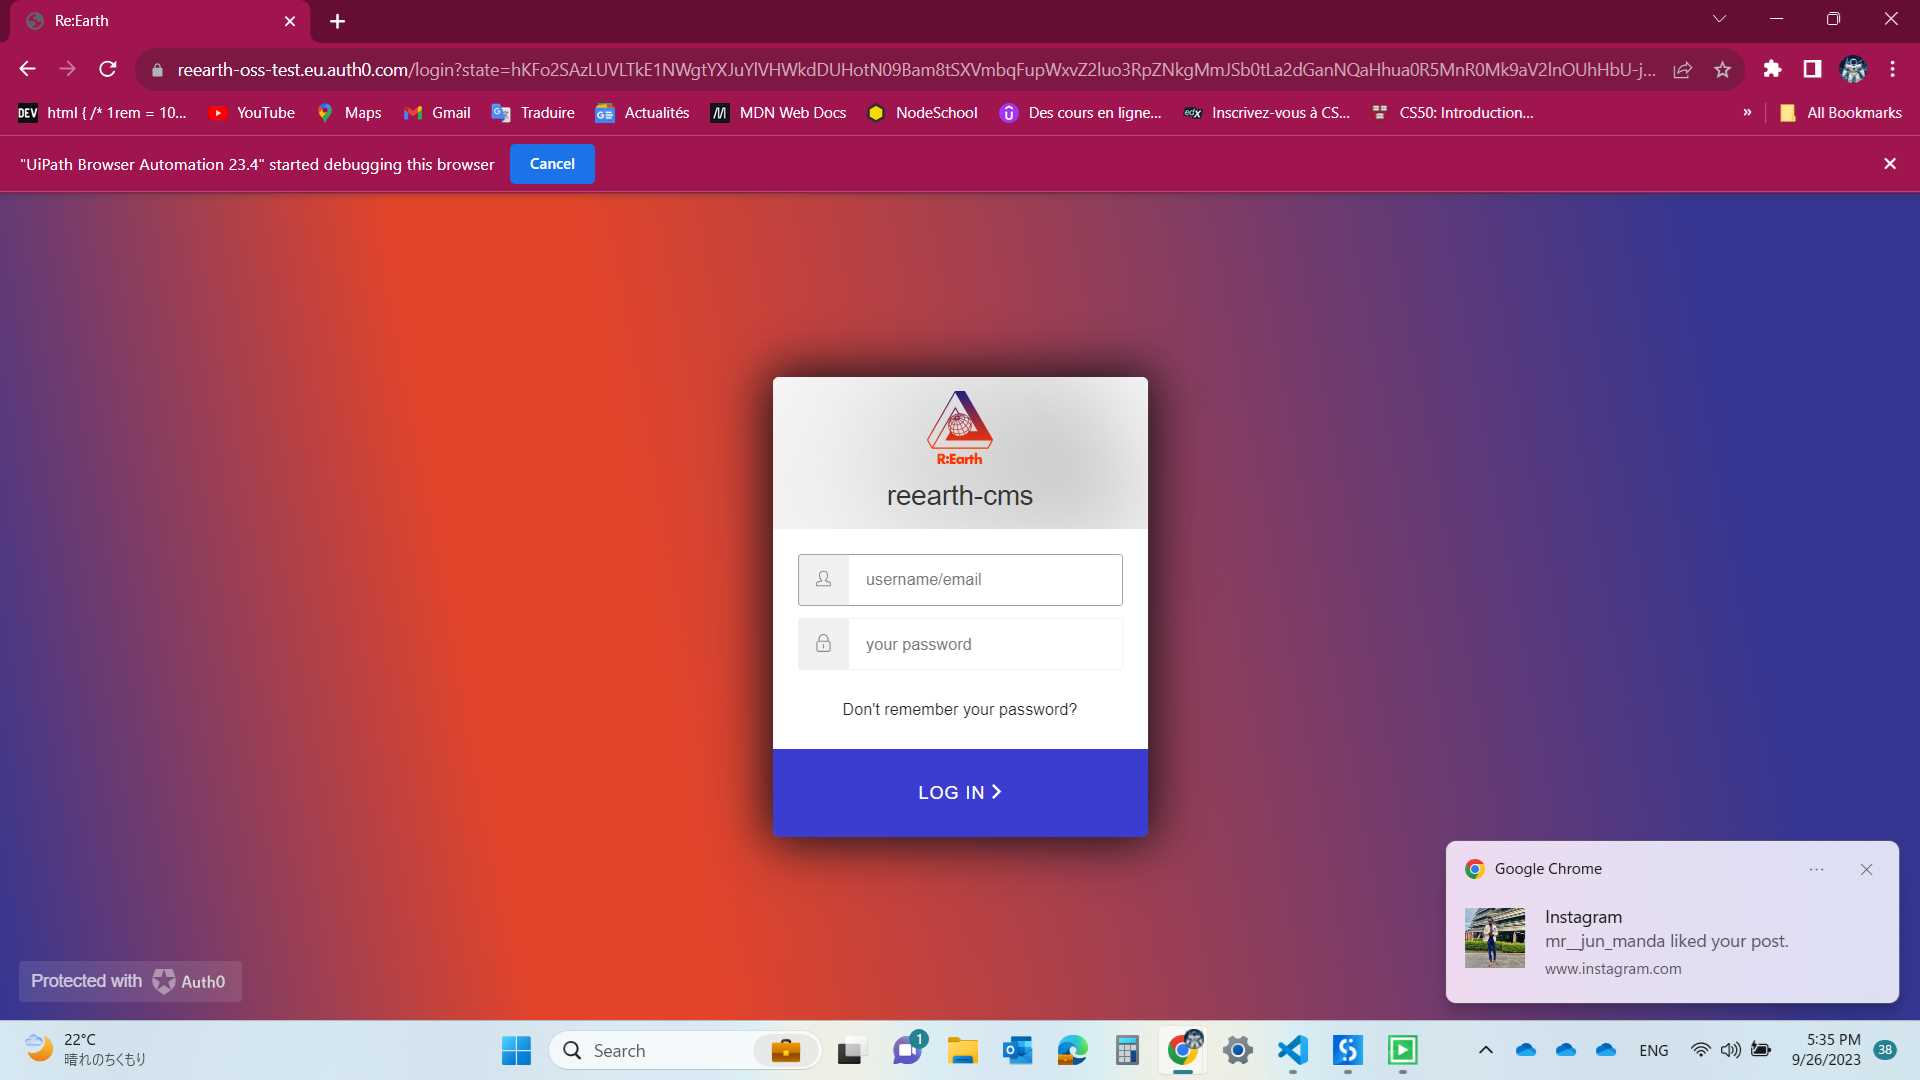 Re:Earth
reearth-oss-test.eu.auth0.com/login?state=hKFo2SAzLUVLTkE1NWgtYXJuYlVHWkdDUHotN09Bam8tSXVmbqFupWxvZ2luo3RpZNkgMmJSb0tLa2dGanNQaHhua0R5MnR0Mk9aV2lnOUhHbU-j...
DEV html { /* 1rem = 10... YouTube Maps Gmail Traduire Actualités MDN Web Docs NodeSchool Des cours en ligne... edX Inscrivez-vous à CS... CS50: Introduction... » All Bookmarks
"UiPath Browser Automation 23.4" started debugging this browser Cancel
R:Earth
reearth-cms
username/email
your password
Don't remember your password?
LOG IN
Google Chrome
Instagram
mr__jun_manda liked your post.
www.instagram.com
Protected with Auth0
22°C
晴れのちくもり
Search
1
ENG
5:35 PM
9/26/2023
38